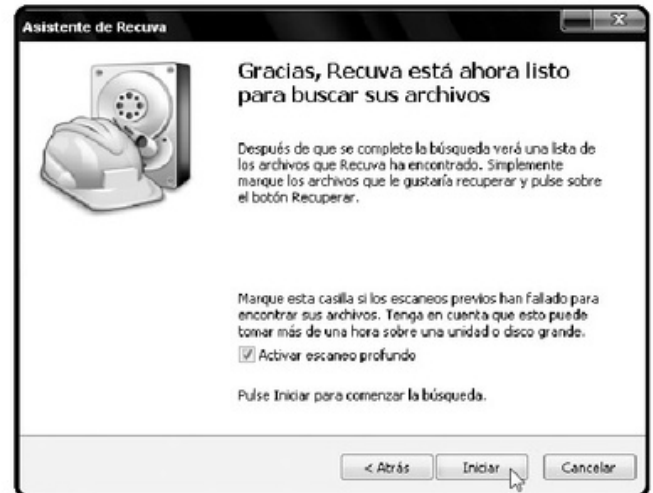 Asistente de Recuva
Gracias, Recuva está ahora listo
para buscar sus archivos
Después de que se complete la búsqueda verá una lista de
los archivos que Recuva ha encontrado. Simplemente
marque los archivos que le gustaría recuperar y pulse sobre
el botón Recuperar.
Marque esta casilla si los escaneos previos han fallado para
encontrar sus archivos. Tenga en cuenta que esto puede
tomar más de una hora sobre una unidad o disco grande.
Activar escaneo profundo
Pulse Iniciar para comenzar la búsqueda.
< Atrás Iniciar Cancelar